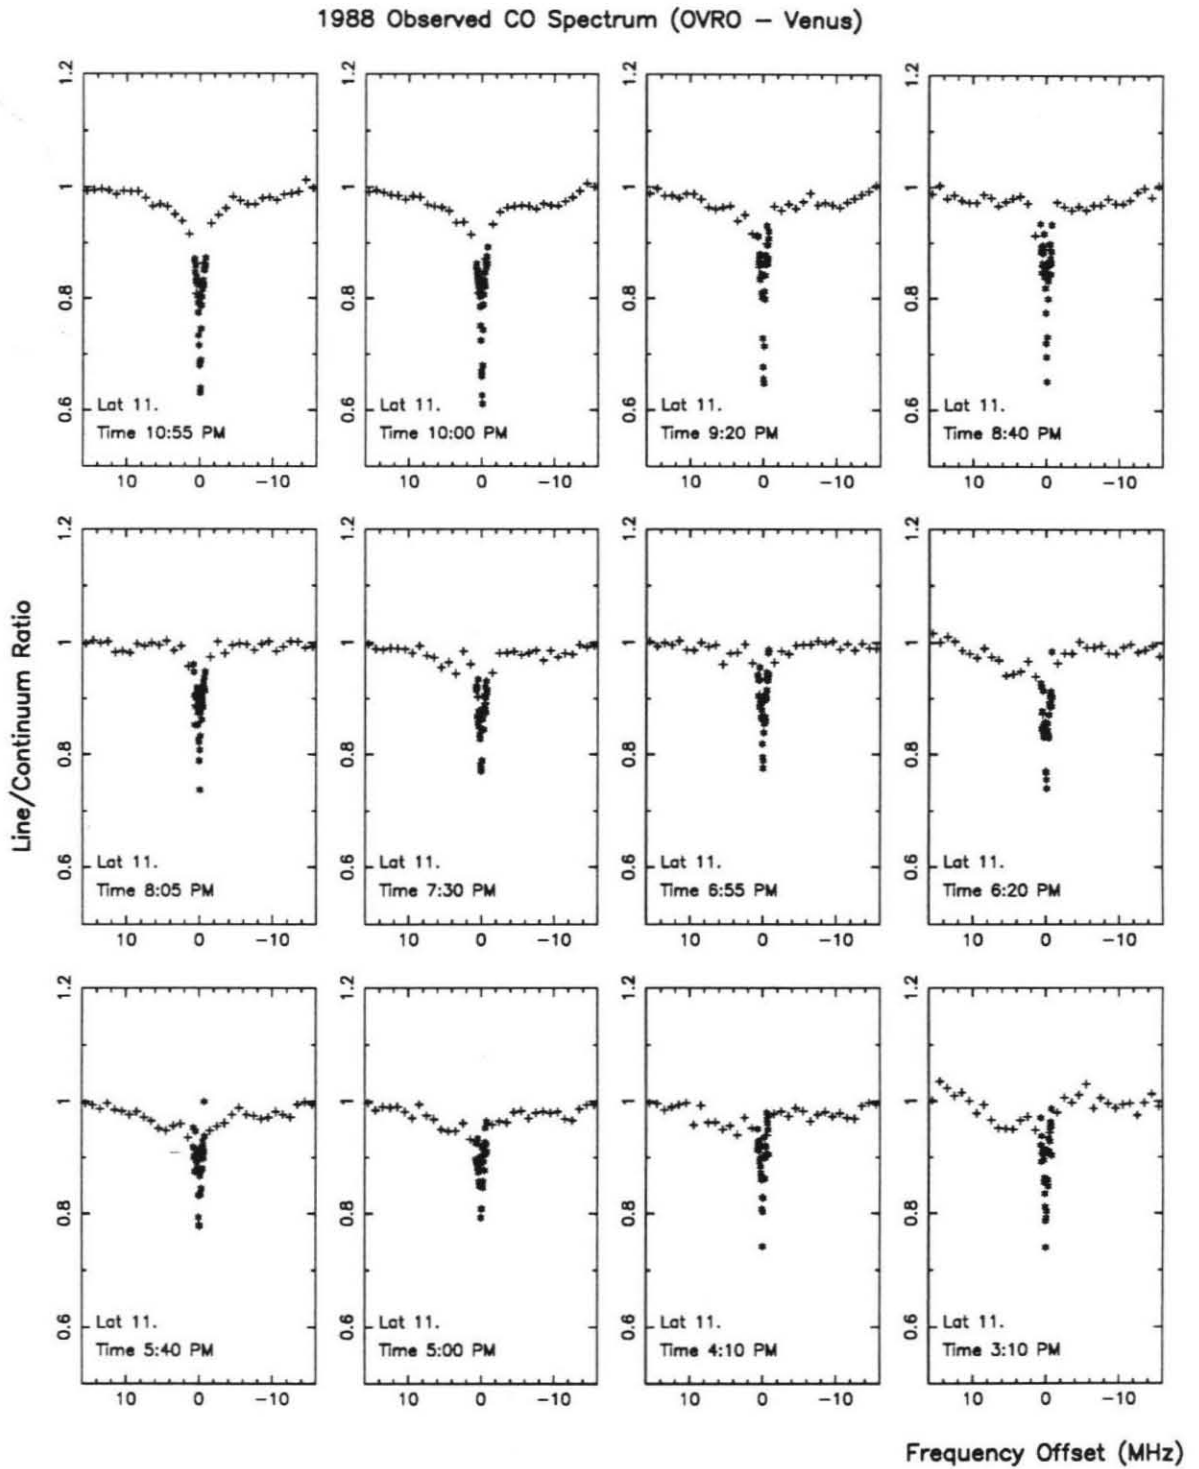 1988 Observed CO Spectrum (OVRO – Venus)
1.2 1 0.8 0.6
Lat 11.
Time 10:55 PM
10 0 −10
1.2 1 0.8 0.6
Lat 11.
Time 10:00 PM
10 0 −10
1.2 1 0.8 0.6
Lat 11.
Time 9:20 PM
10 0 −10
1.2 1 0.8 0.6
Lat 11.
Time 8:40 PM
10 0 −10
Line/Continuum Ratio
1.2 1 0.8 0.6
Lat 11.
Time 8:05 PM
10 0 −10
1.2 1 0.8 0.6
Lat 11.
Time 7:30 PM
10 0 −10
1.2 1 0.8 0.6
Lat 11.
Time 6:55 PM
10 0 −10
1.2 1 0.8 0.6
Lat 11.
Time 6:20 PM
10 0 −10
1.2 1 0.8 0.6
Lat 11.
Time 5:40 PM
10 0 −10
1.2 1 0.8 0.6
Lat 11.
Time 5:00 PM
10 0 −10
1.2 1 0.8 0.6
Lat 11.
Time 4:10 PM
10 0 −10
1.2 1 0.8 0.6
Lat 11.
Time 3:10 PM
10 0 −10
Frequency Offset (MHz)